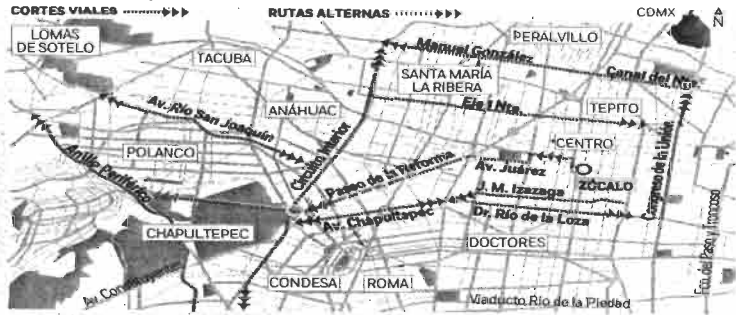 CORTES VIALES
RUTAS ALTERNAS
CDMX
N
LOMAS
DE SOTELO
TACUBA
PERALVILLO
Manuel González
SANTA MARÍA
LA RIBERA
Canal del Nte.
ANÁHUAC
Eje 1 Nte.
TEPITO
Av. Río San Joaquín
Circuito Interior
CENTRO
POLANCO
Anillo Periférico
Paseo de la Reforma
Av. Juárez
ZÓCALO
Congreso de la Unión
J. M. Izazaga
Av. Chapultepec
Dr. Río de la Loza
CHAPULTEPEC
DOCTORES
Eco. del Paso y Troncoso
CONDESA
ROMA
Av. Constituyentes
Viaducto Río de la Piedad